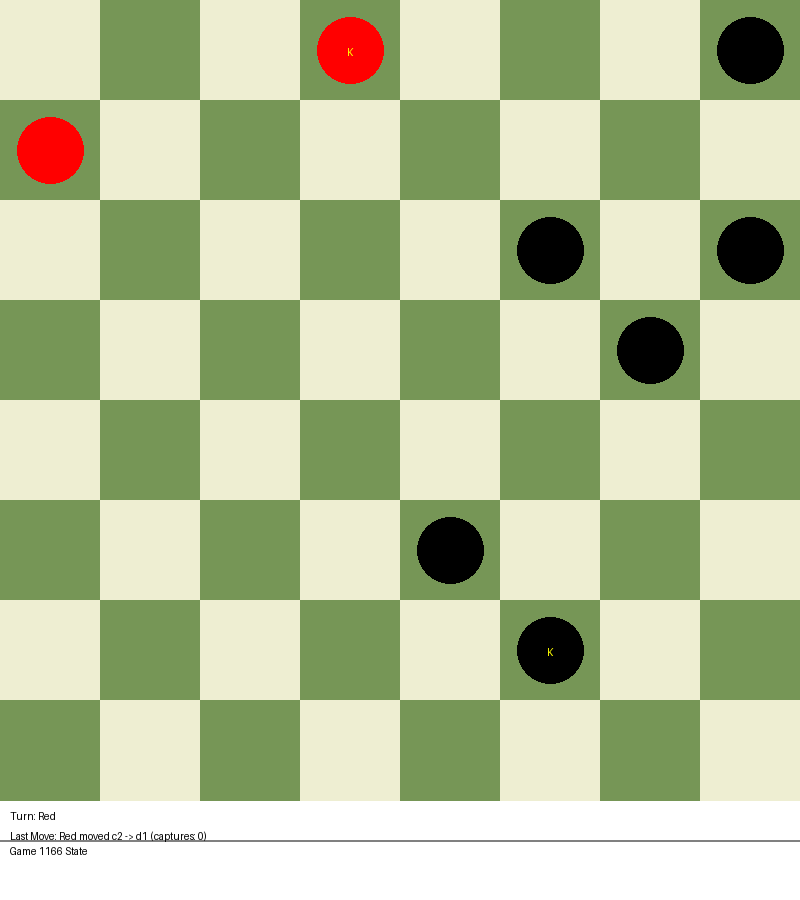 K
K
Turn: Red
Last Move: Red moved c2 -> d1 (captures: 0)
Game 1166 State